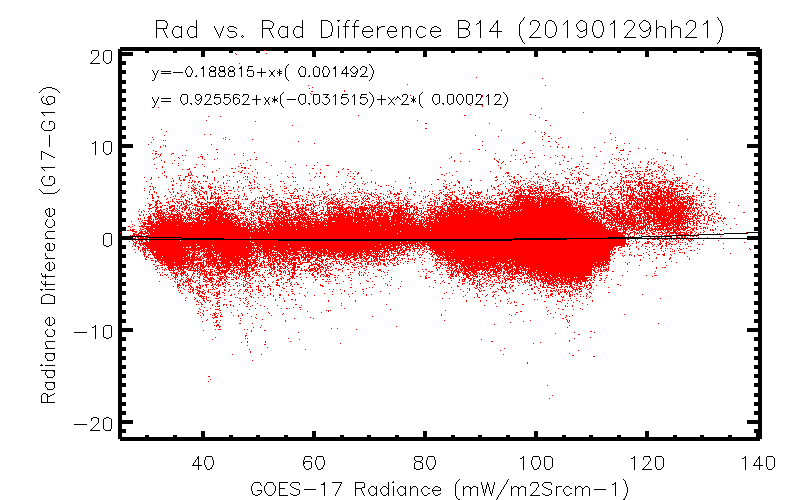 Rad vs. Rad Difference B14 (20190129hh21)
y=-0.188815+x*( 0.001492)
y= 0.925562+x*(-0.031515)+x^2*( 0.000212)
Radiance Difference (G17-G16)
20
10
0
-10
-20
40 60 80 100 120 140
GOES-17 Radiance (mW/m2Srcm-1)